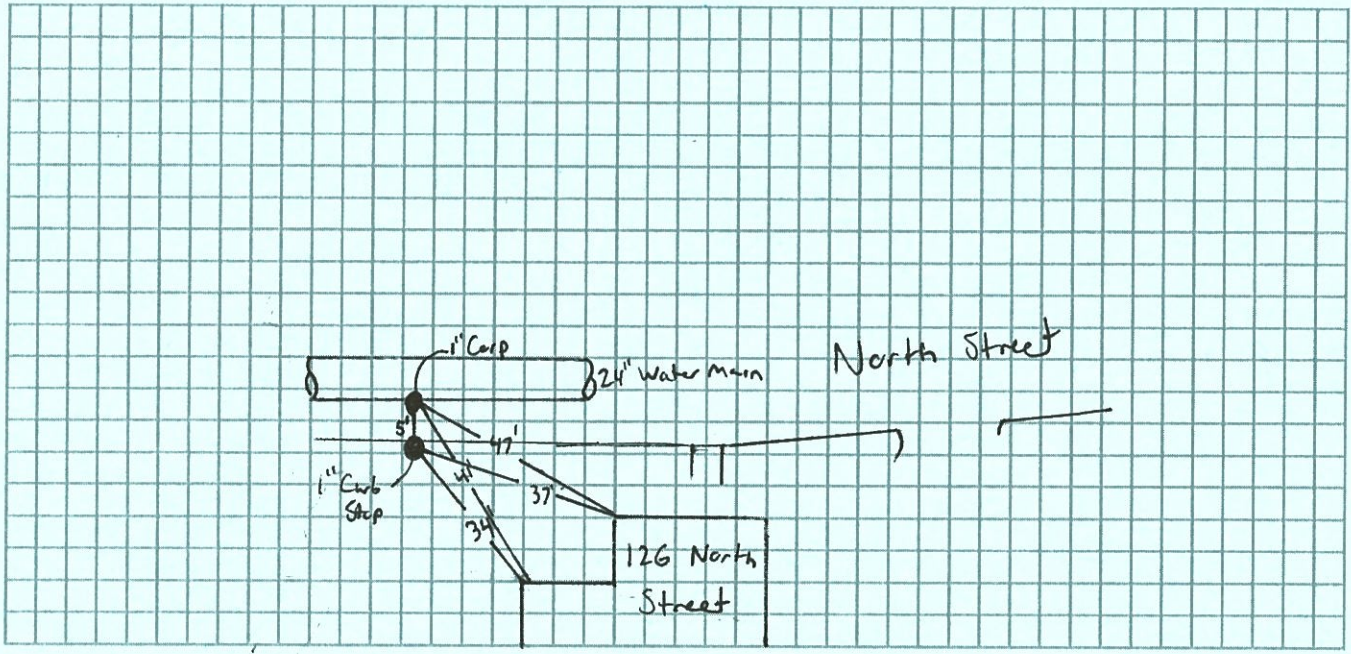 1" Corp
24" Water Main
North Street
5'
47'
41'
37'
34'
1" Curb
Stop
126 North
Street